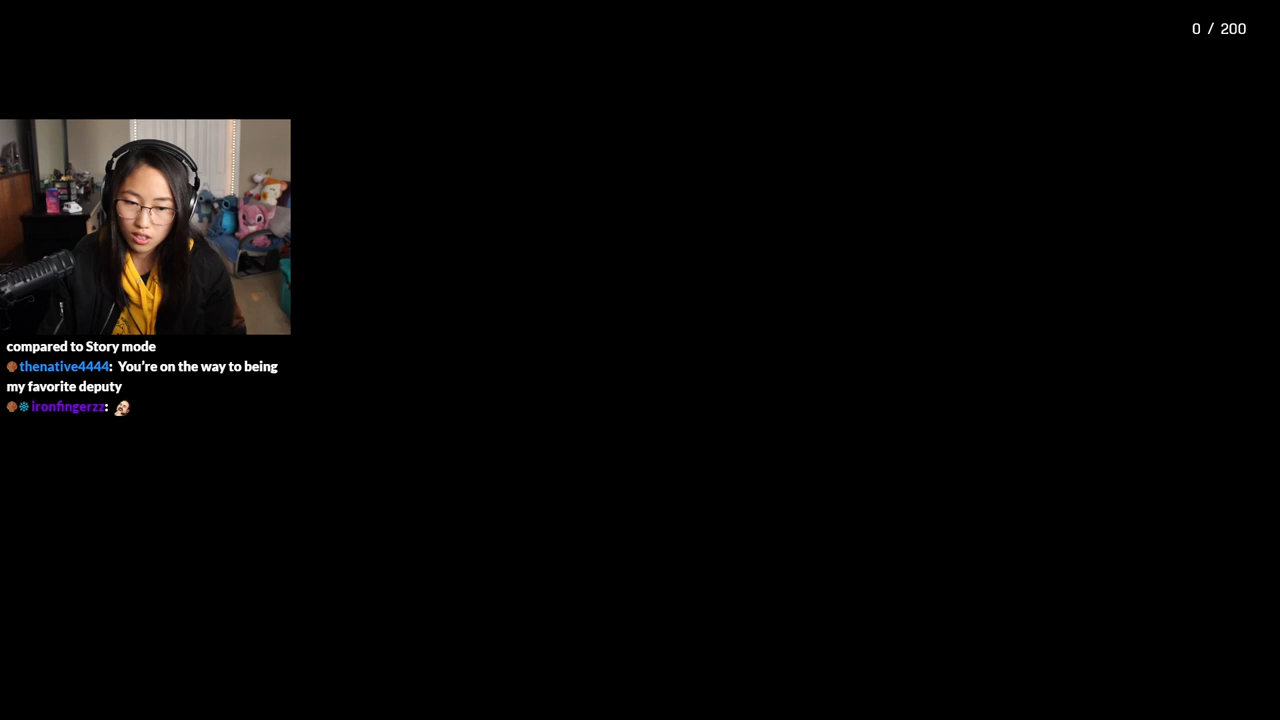 0 / 200
compared to Story mode
thenative4444: You're on the way to being
my favorite deputy
ironfingerzz: